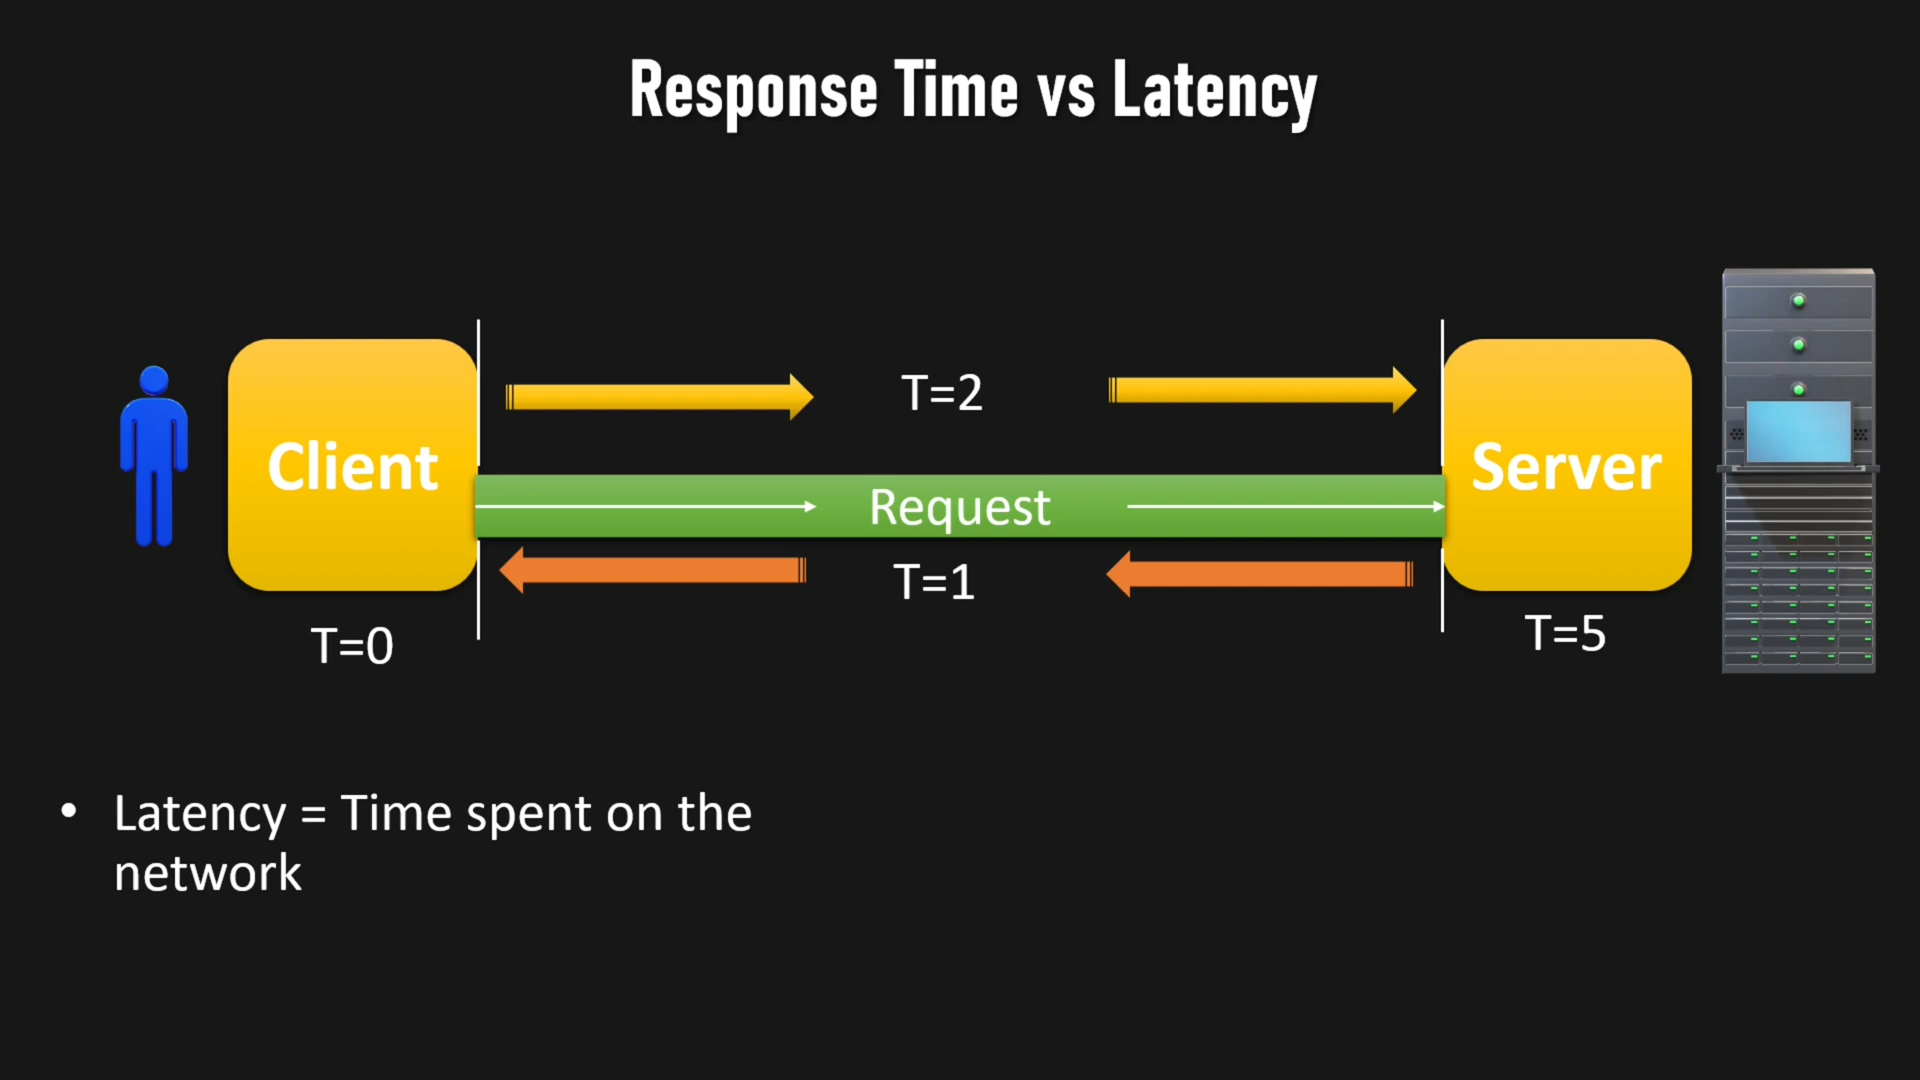 Response Time vs Latency
T=2
Client
Request
Server
T=1
T=0
T=5
• Latency = Time spent on the
network